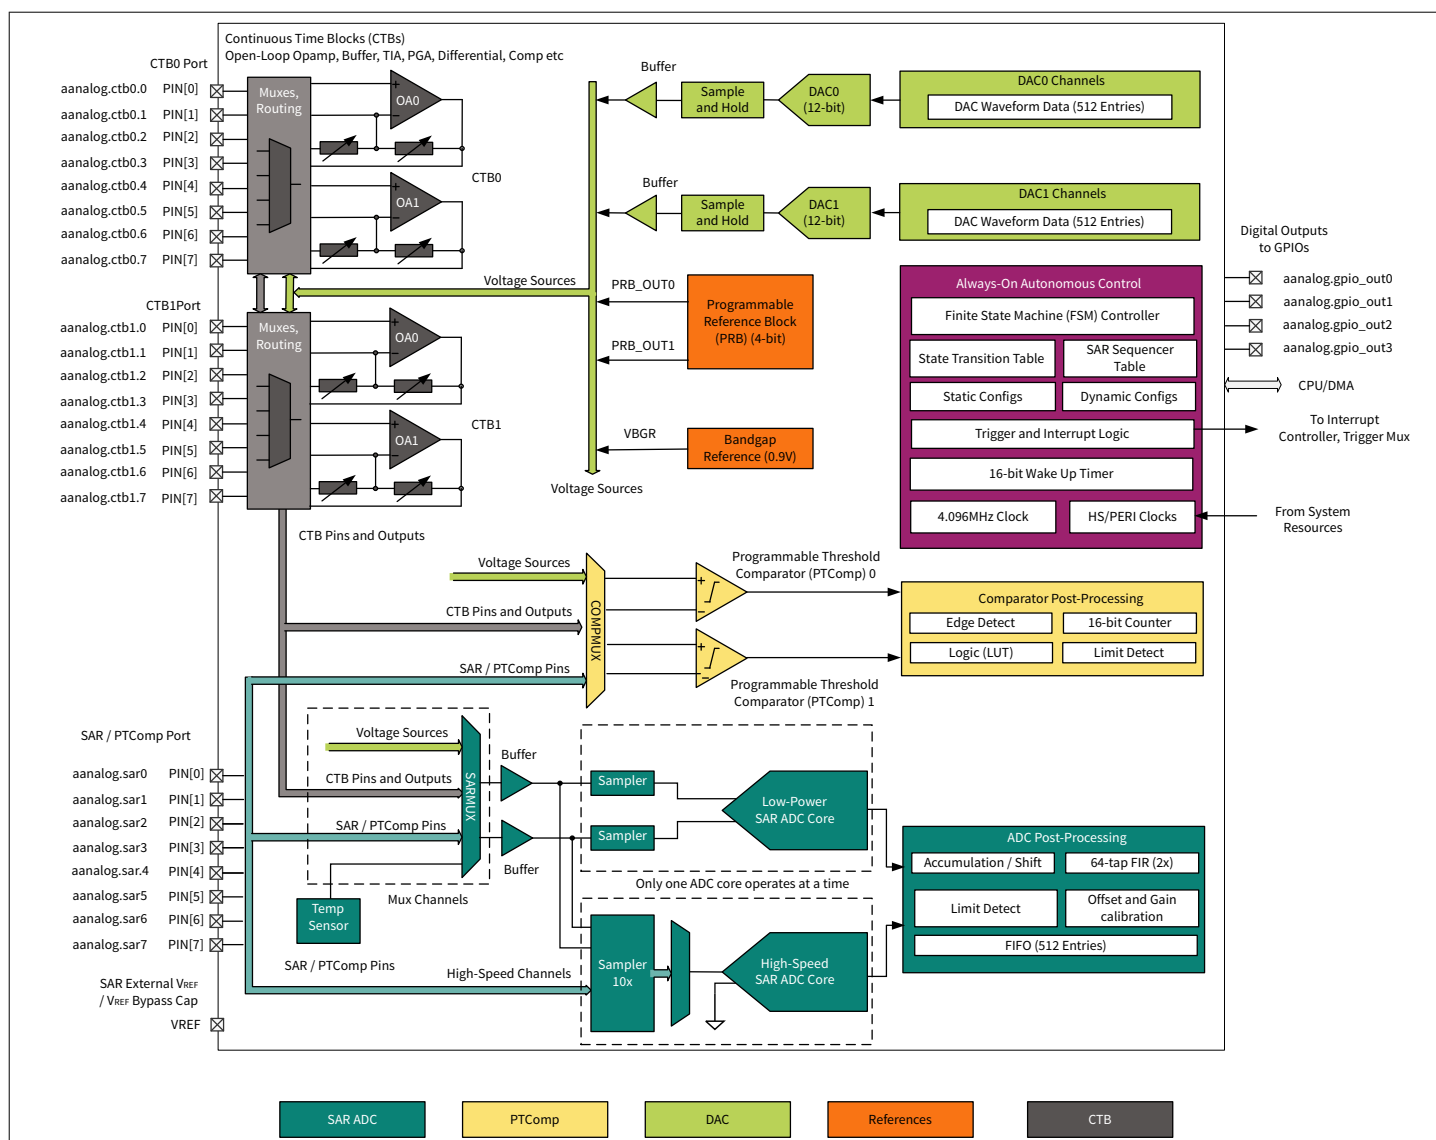 Continuous Time Blocks (CTBs)
Open-Loop Opamp, Buffer, TIA, PGA, Differential, Comp etc
CTB0 Port
aanalog.ctb0.0 PIN[0]
aanalog.ctb0.1 PIN[1]
aanalog.ctb0.2 PIN[2]
aanalog.ctb0.3 PIN[3]
aanalog.ctb0.4 PIN[4]
aanalog.ctb0.5 PIN[5]
aanalog.ctb0.6 PIN[6]
aanalog.ctb0.7 PIN[7]
Muxes,
Routing
+
OA0
−
+
OA1
−
CTB0
CTB1Port
aanalog.ctb1.0 PIN[0]
aanalog.ctb1.1 PIN[1]
aanalog.ctb1.2 PIN[2]
aanalog.ctb1.3 PIN[3]
aanalog.ctb1.4 PIN[4]
aanalog.ctb1.5 PIN[5]
aanalog.ctb1.6 PIN[6]
aanalog.ctb1.7 PIN[7]
Muxes,
Routing
+
OA0
−
+
OA1
−
CTB1
CTB Pins and Outputs
Buffer
Sample
and Hold
DAC0
(12-bit)
DAC0 Channels
DAC Waveform Data (512 Entries)
Buffer
Sample
and Hold
DAC1
(12-bit)
DAC1 Channels
DAC Waveform Data (512 Entries)
Voltage Sources
PRB_OUT0
PRB_OUT1
Programmable
Reference Block
(PRB) (4-bit)
VBGR
Bandgap
Reference (0.9V)
Voltage Sources
Always-On Autonomous Control
Finite State Machine (FSM) Controller
State Transition Table
SAR Sequencer
Table
Static Configs
Dynamic Configs
Trigger and Interrupt Logic
16-bit Wake Up Timer
4.096MHz Clock
HS/PERI Clocks
Digital Outputs
to GPIOs
aanalog.gpio_out0
aanalog.gpio_out1
aanalog.gpio_out2
aanalog.gpio_out3
CPU/DMA
To Interrupt
Controller, Trigger Mux
From System
Resources
Voltage Sources
CTB Pins and Outputs
SAR / PTComp Pins
COMPMUX
Programmable Threshold
Comparator (PTComp) 0
+
−
+
−
Programmable Threshold
Comparator (PTComp) 1
Comparator Post-Processing
Edge Detect
16-bit Counter
Logic (LUT)
Limit Detect
SAR / PTComp Port
aanalog.sar0 PIN[0]
aanalog.sar1 PIN[1]
aanalog.sar2 PIN[2]
aanalog.sar3 PIN[3]
aanalog.sar.4 PIN[4]
aanalog.sar5 PIN[5]
aanalog.sar6 PIN[6]
aanalog.sar7 PIN[7]
SAR External VREF
/ VREF Bypass Cap
VREF
Voltage Sources
CTB Pins and Outputs
SAR / PTComp Pins
SARMUX
Temp
Sensor
Mux Channels
SAR / PTComp Pins
Buffer
Buffer
Sampler
Sampler
Low-Power
SAR ADC Core
Only one ADC core operates at a time
High-Speed Channels
Sampler
10x
High-Speed
SAR ADC Core
ADC Post-Processing
Accumulation / Shift
64-tap FIR (2x)
Limit Detect
Offset and Gain
calibration
FIFO (512 Entries)
SAR ADC
PTComp
DAC
References
CTB